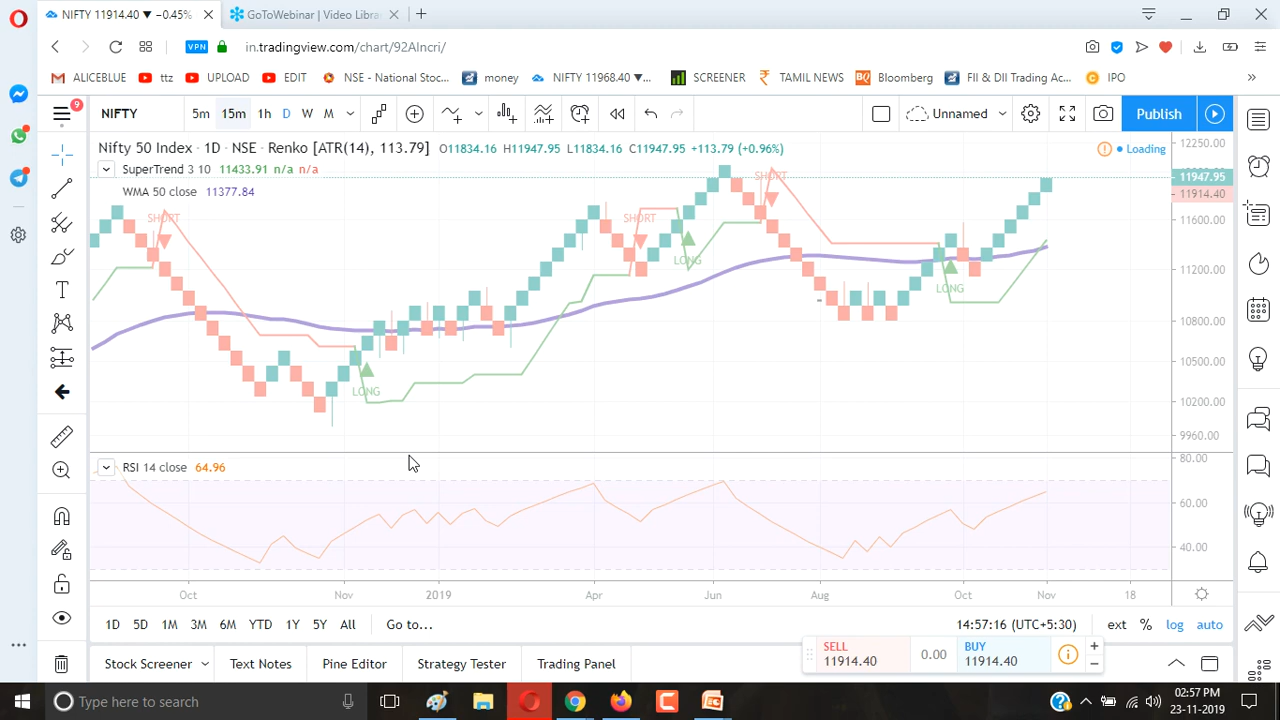 NIFTY 11914.40 ▼ −0.45%
GoToWebinar | Video Libra
in.tradingview.com/chart/92AIncri/
VPN
ALICEBLUE
ttz
UPLOAD
EDIT
NSE - National Stoc...
money
NIFTY 11968.40 ▼...
SCREENER
TAMIL NEWS
BQ Bloomberg
FII & DII Trading Ac...
IPO
»
9
NIFTY
5m 15m 1h D W M
Unnamed
Publish
Nifty 50 Index · 1D · NSE · Renko [ATR(14), 113.79] O11834.16 H11947.95 L11834.16 C11947.95 +113.79 (+0.96%)
Loading
SuperTrend 3 10 11433.91 n/a n/a
WMA 50 close 11377.84
SHORT
SHORT
SHORT
LONG
LONG
LONG
12250.00
11947.95
11914.40
11600.00
11200.00
10800.00
10500.00
10200.00
9960.00
RSI 14 close 64.96
80.00
60.00
40.00
Oct Nov 2019 Apr Jun Aug Oct Nov 18
1D 5D 1M 3M 6M YTD 1Y 5Y All Go to... 14:57:16 (UTC+5:30) ext % log auto
SELL
11914.40
0.00
BUY
11914.40
Stock Screener Text Notes Pine Editor Strategy Tester Trading Panel
Type here to search
02:57 PM
23-11-2019